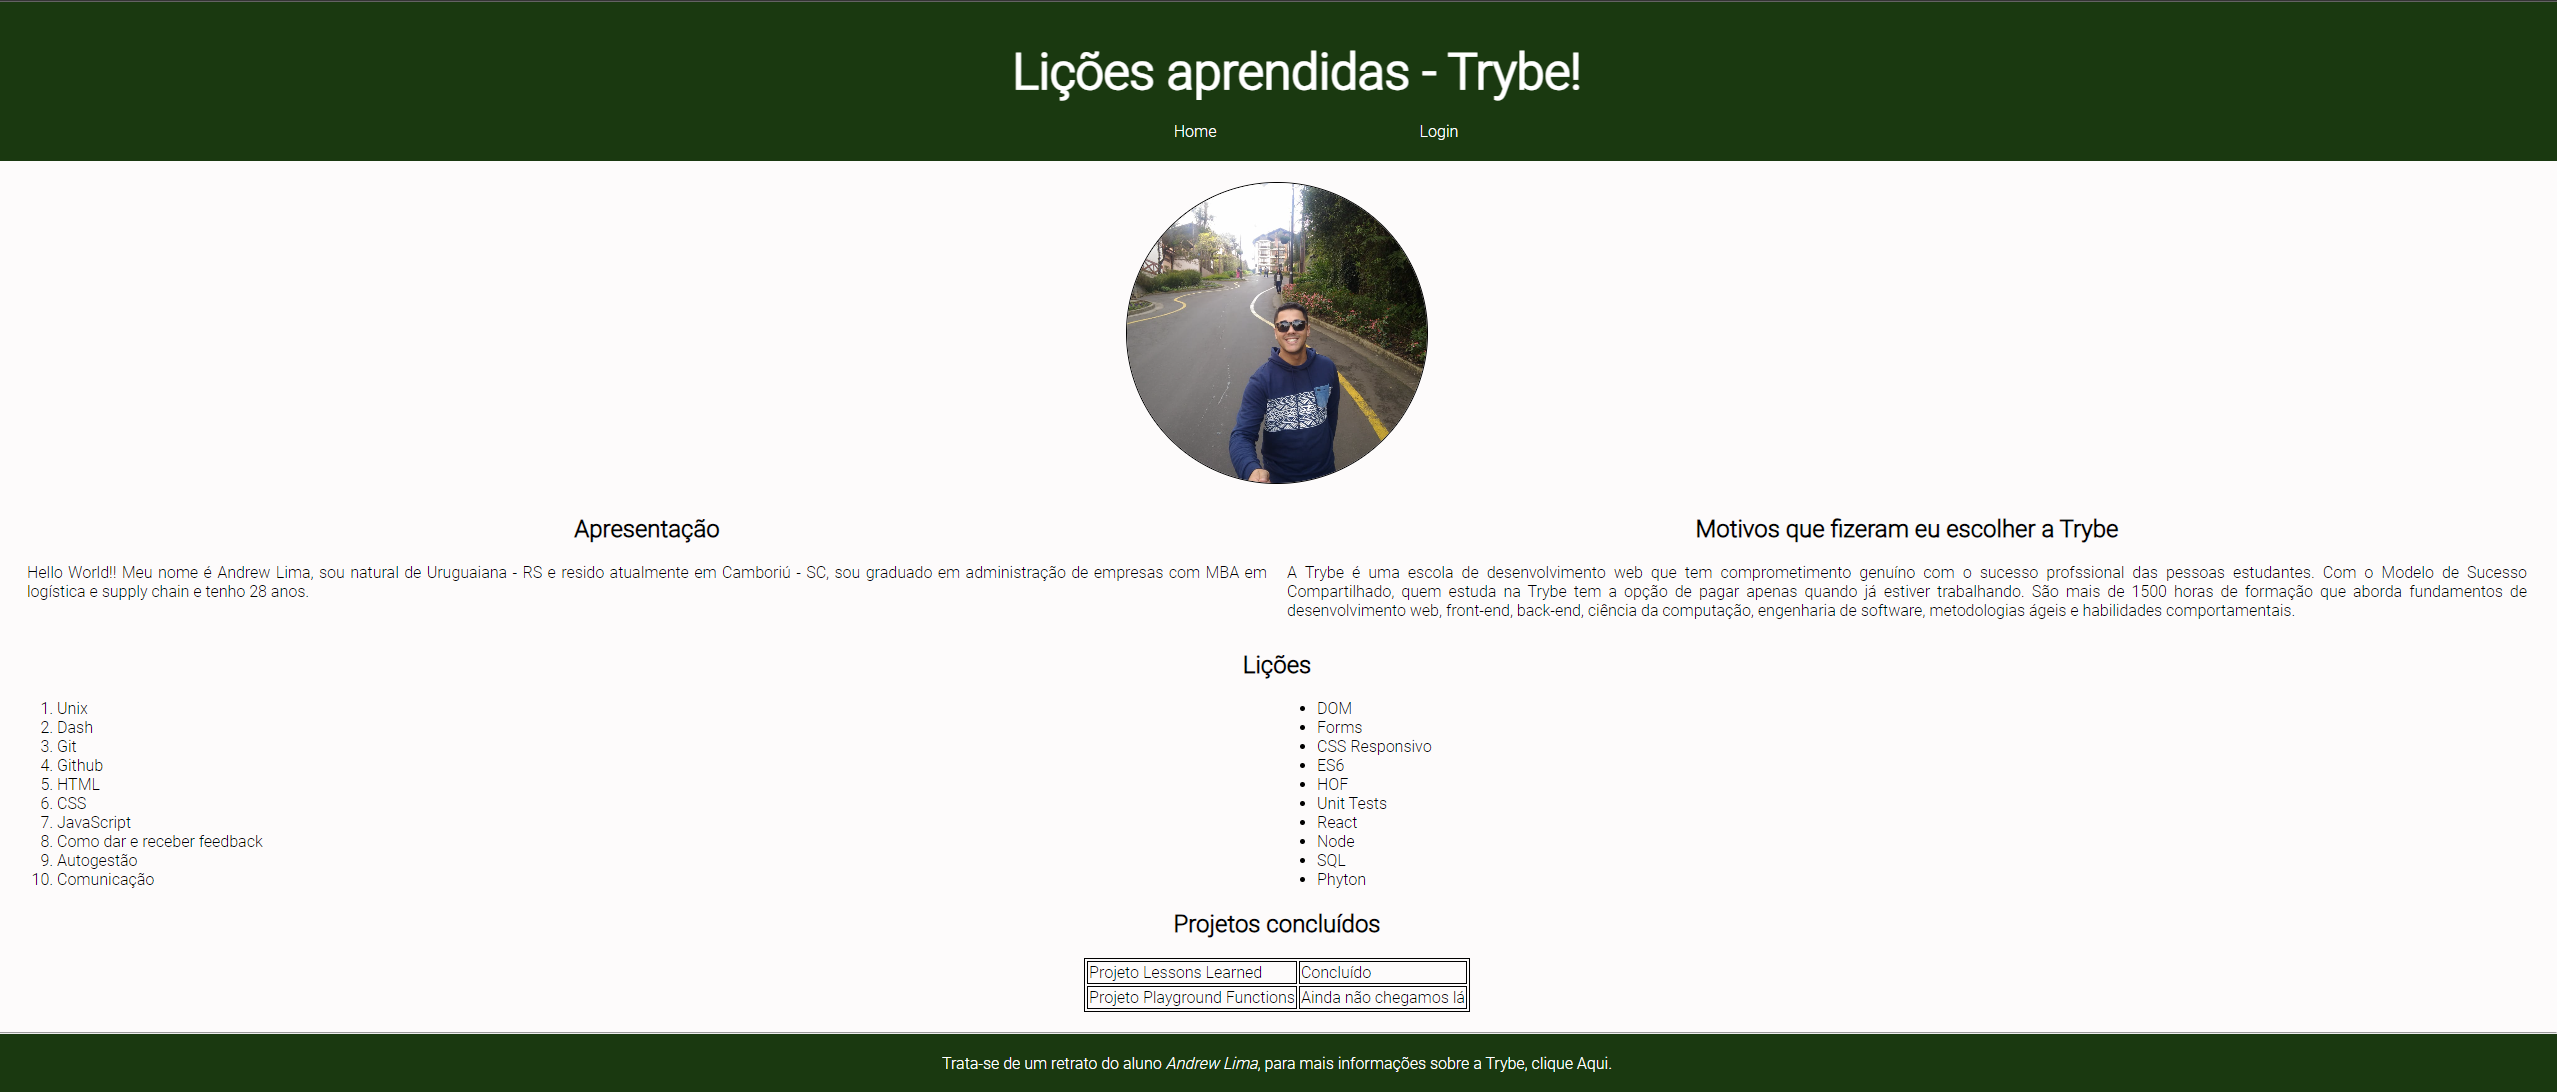 Lições aprendidas - Trybe!
Home Login
Apresentação
Hello World!! Meu nome é Andrew Lima, sou natural de Uruguaiana - RS e resido atualmente em Camboriú - SC, sou graduado em administração de empresas com MBA em
logística e supply chain e tenho 28 anos.
Motivos que fizeram eu escolher a Trybe
A Trybe é uma escola de desenvolvimento web que tem comprometimento genuíno com o sucesso profssional das pessoas estudantes. Com o Modelo de Sucesso
Compartilhado, quem estuda na Trybe tem a opção de pagar apenas quando já estiver trabalhando. São mais de 1500 horas de formação que aborda fundamentos de
desenvolvimento web, front-end, back-end, ciência da computação, engenharia de software, metodologias ágeis e habilidades comportamentais.
Lições
1. Unix
2. Dash
3. Git
4. Github
5. HTML
6. CSS
7. JavaScript
8. Como dar e receber feedback
9. Autogestão
10. Comunicação
• DOM
• Forms
• CSS Responsivo
• ES6
• HOF
• Unit Tests
• React
• Node
• SQL
• Phyton
Projetos concluídos
Projeto Lessons Learned Concluído
Projeto Playground Functions Ainda não chegamos lá
Trata-se de um retrato do aluno Andrew Lima, para mais informações sobre a Trybe, clique Aqui.